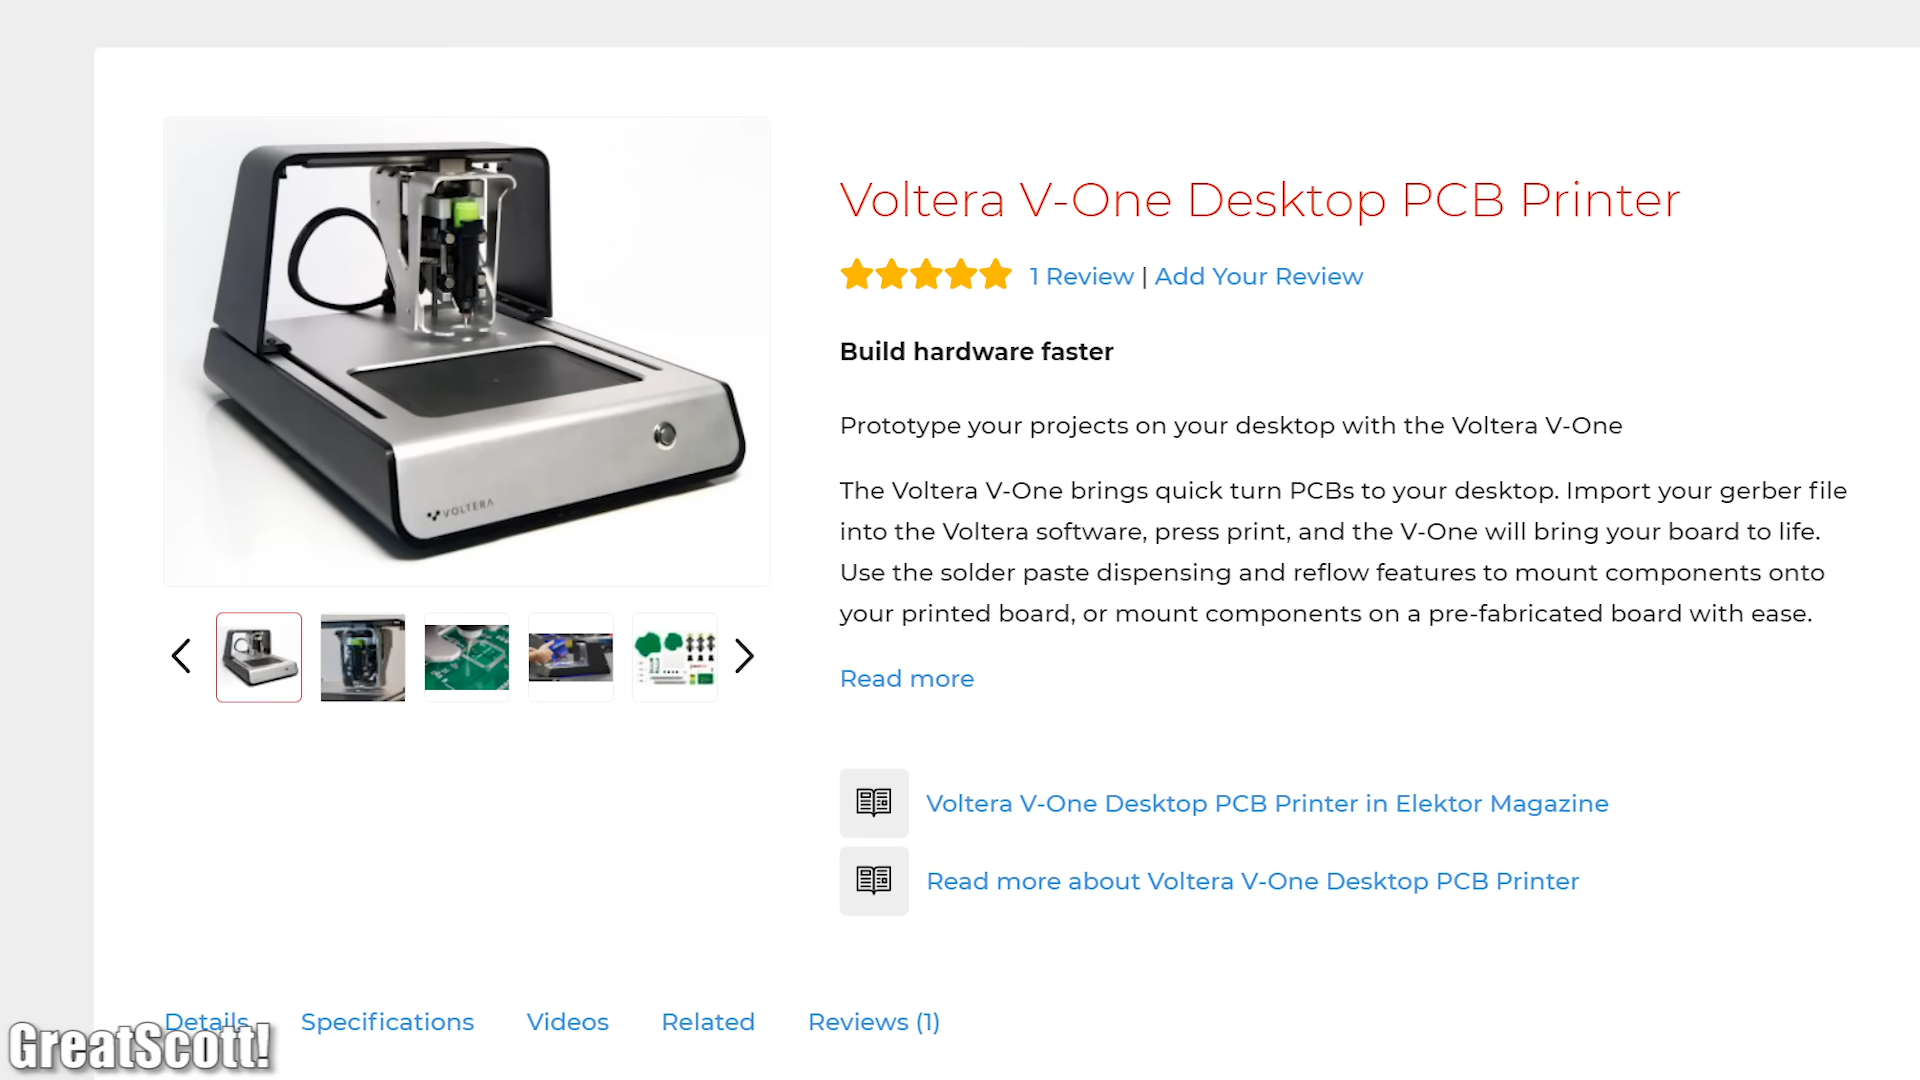 Voltera V-One Desktop PCB Printer
1 Review | Add Your Review
Build hardware faster
Prototype your projects on your desktop with the Voltera V-One
The Voltera V-One brings quick turn PCBs to your desktop. Import your gerber file
into the Voltera software, press print, and the V-One will bring your board to life.
Use the solder paste dispensing and reflow features to mount components onto
your printed board, or mount components on a pre-fabricated board with ease.
Read more
VOLTERA
Voltera V-One Desktop PCB Printer in Elektor Magazine
Read more about Voltera V-One Desktop PCB Printer
Details Specifications Videos Related Reviews (1)
GreatScott!